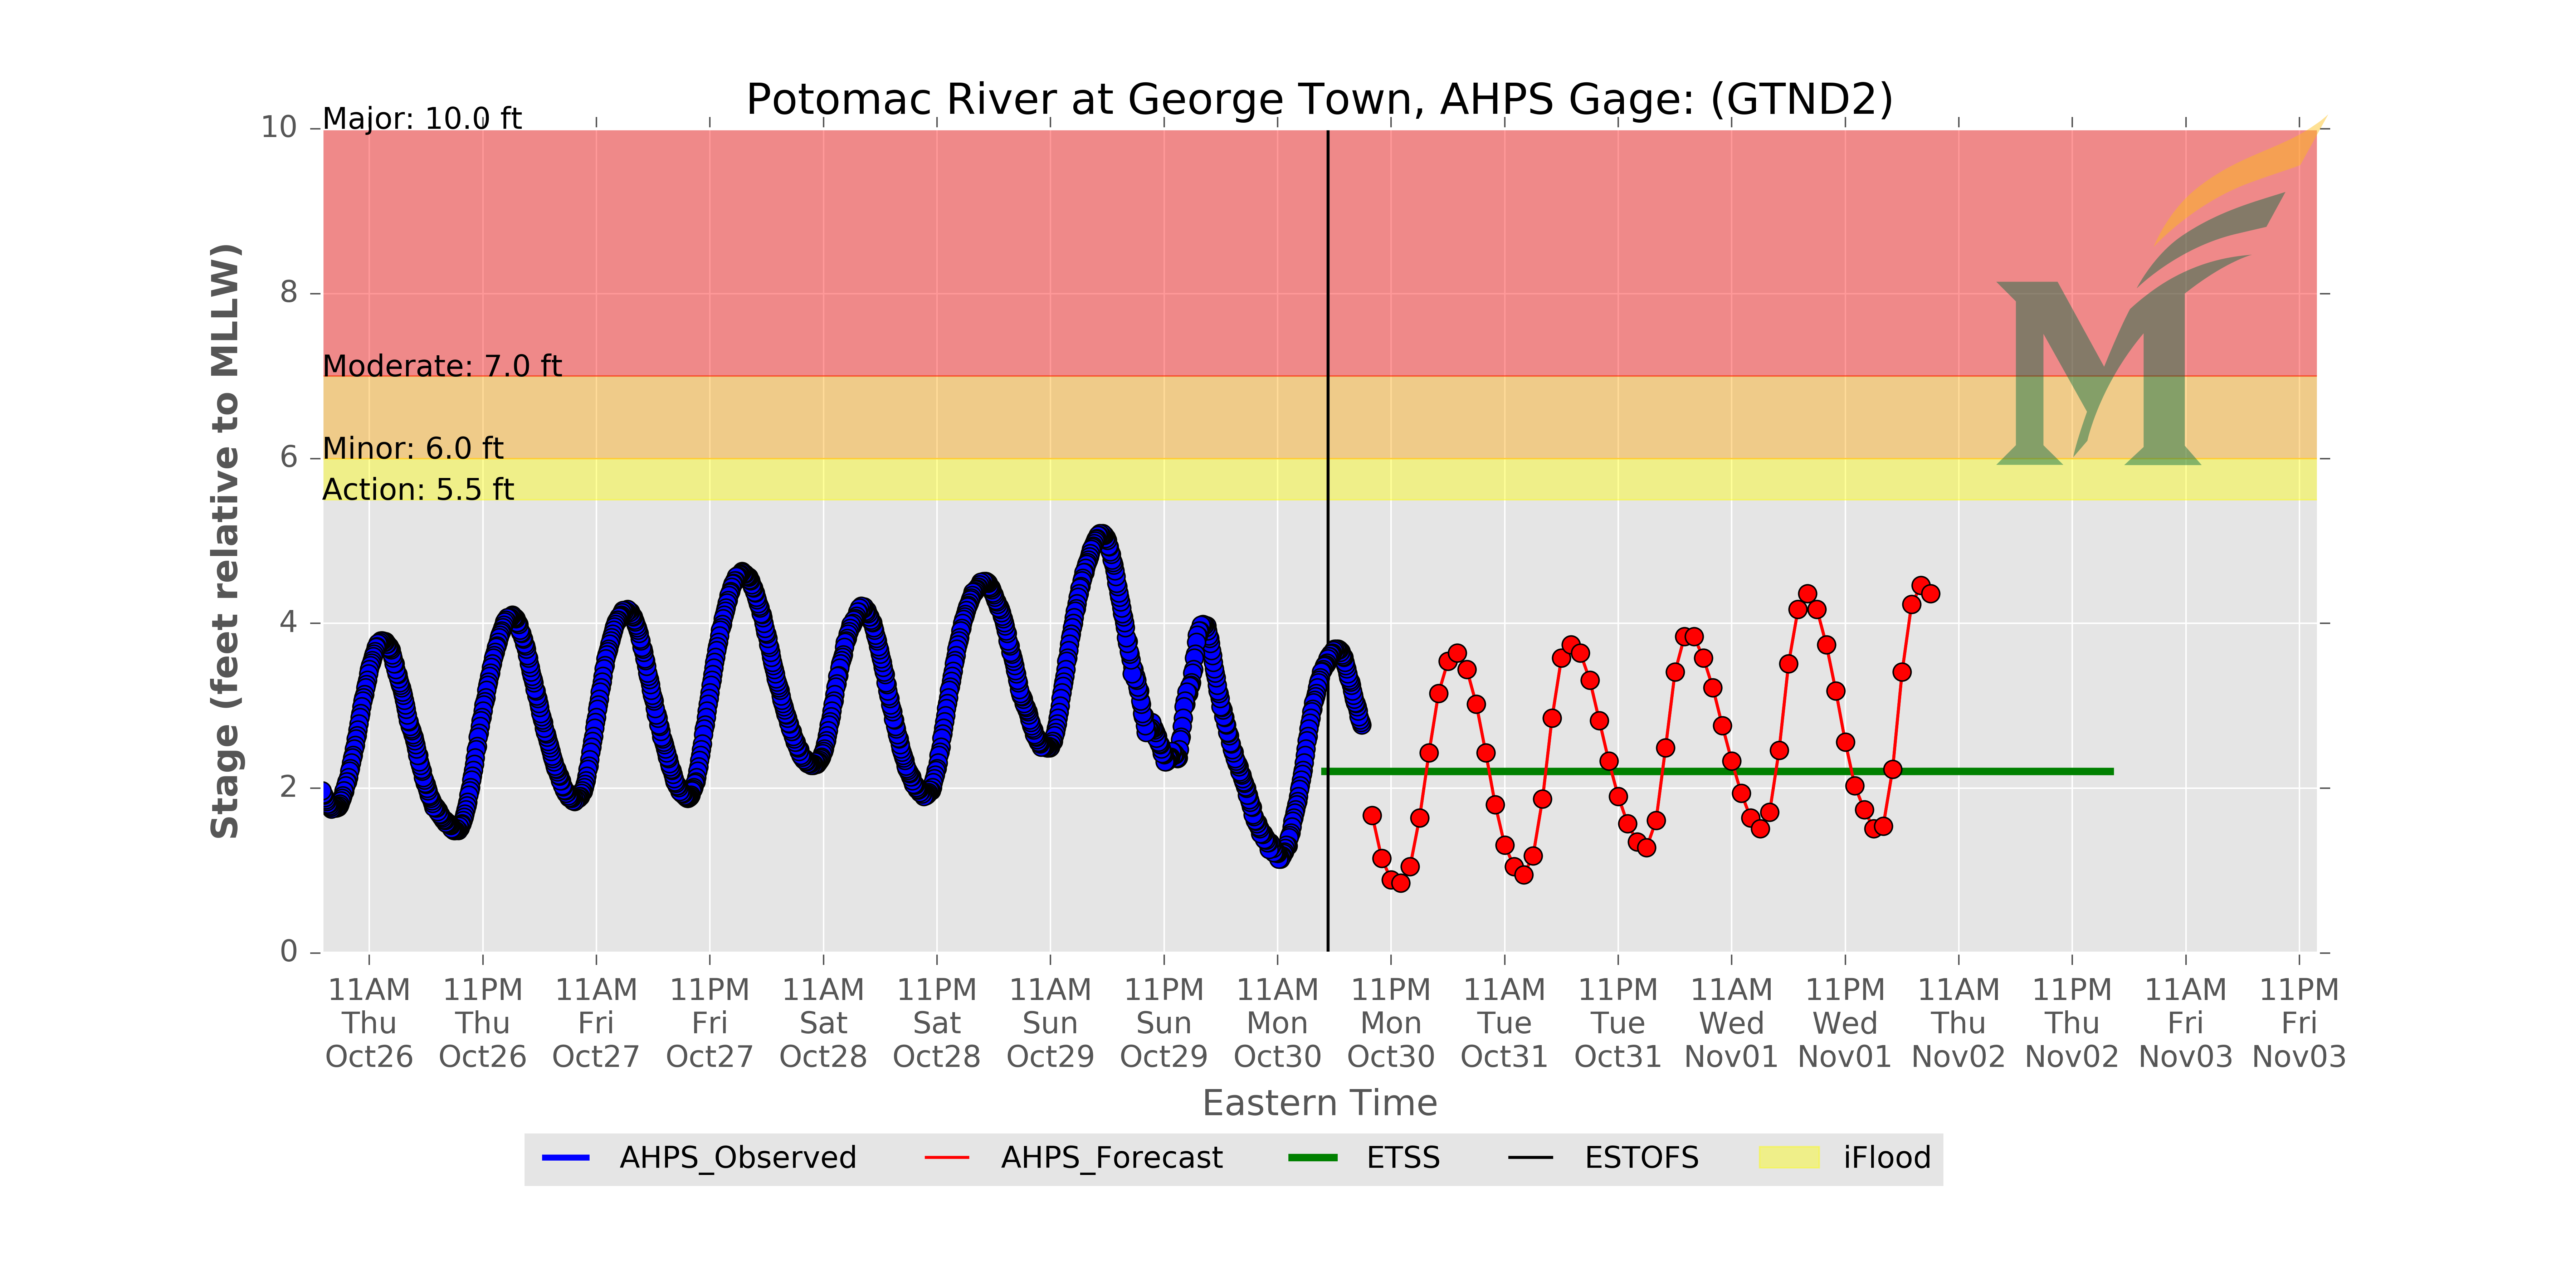 Potomac River at George Town, AHPS Gage: (GTND2)
Major: 10.0 ft
Moderate: 7.0 ft
Minor: 6.0 ft
Action: 5.5 ft
10
8
6
4
2
0
Stage (feet relative to MLLW)
11AM 11PM 11AM 11PM 11AM 11PM 11AM 11PM 11AM 11PM 11AM 11PM 11AM 11PM 11AM 11PM 11AM 11PM
Thu Thu Fri Fri Sat Sat Sun Sun Mon Mon Tue Tue Wed Wed Thu Thu Fri Fri
Oct26 Oct26 Oct27 Oct27 Oct28 Oct28 Oct29 Oct29 Oct30 Oct30 Oct31 Oct31 Nov01 Nov01 Nov02 Nov02 Nov03 Nov03
Eastern Time
AHPS_Observed AHPS_Forecast ETSS ESTOFS iFlood
M